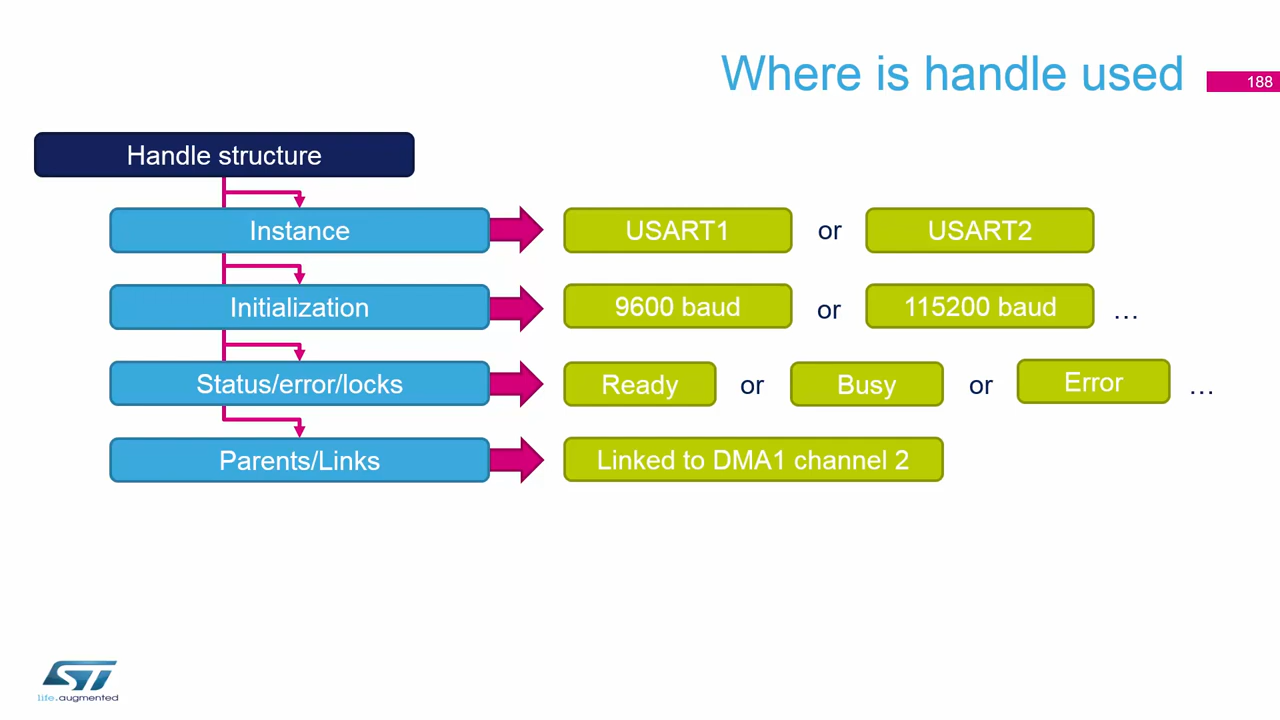 Where is handle used
188
Handle structure
Instance
USART1 or USART2
Initialization
9600 baud or 115200 baud ...
Status/error/locks
Ready or Busy or Error ...
Parents/Links
Linked to DMA1 channel 2
ST
life.augmented